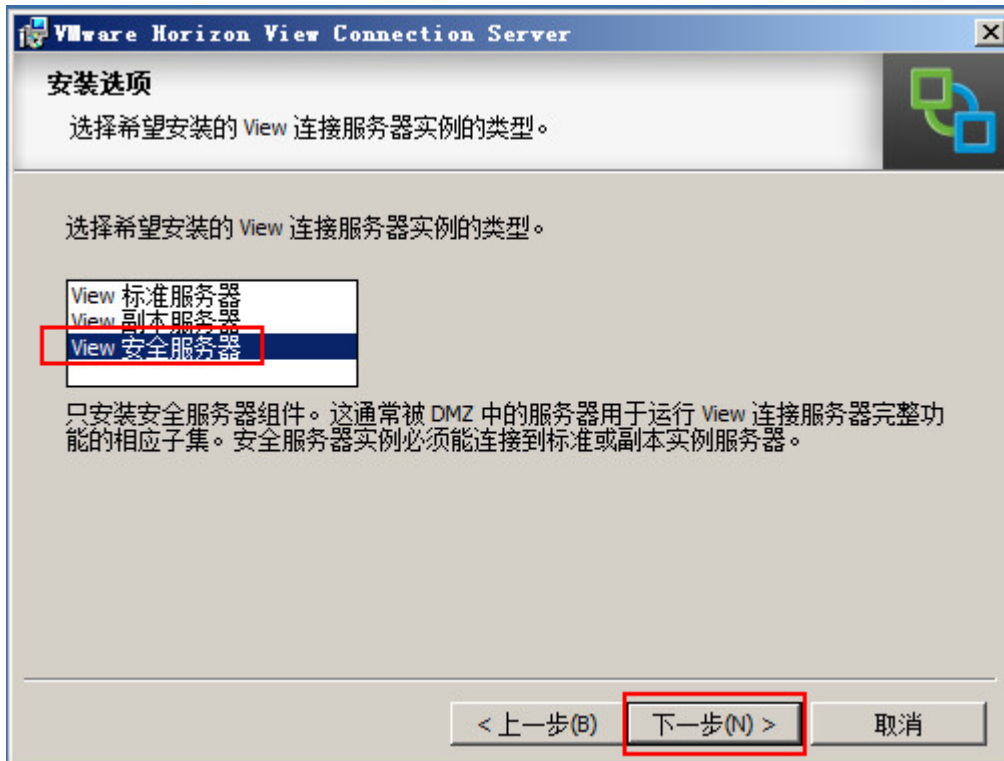 VMware Horizon View Connection Server
安装选项
选择希望安装的 View 连接服务器实例的类型。
选择希望安装的 View 连接服务器实例的类型。
View 标准服务器
View 副本服务器
View 安全服务器
只安装安全服务器组件。这通常被 DMZ 中的服务器用于运行 View 连接服务器完整功
能的相应子集。安全服务器实例必须能连接到标准或副本实例服务器。
< 上一步(B)
下一步(N) >
取消